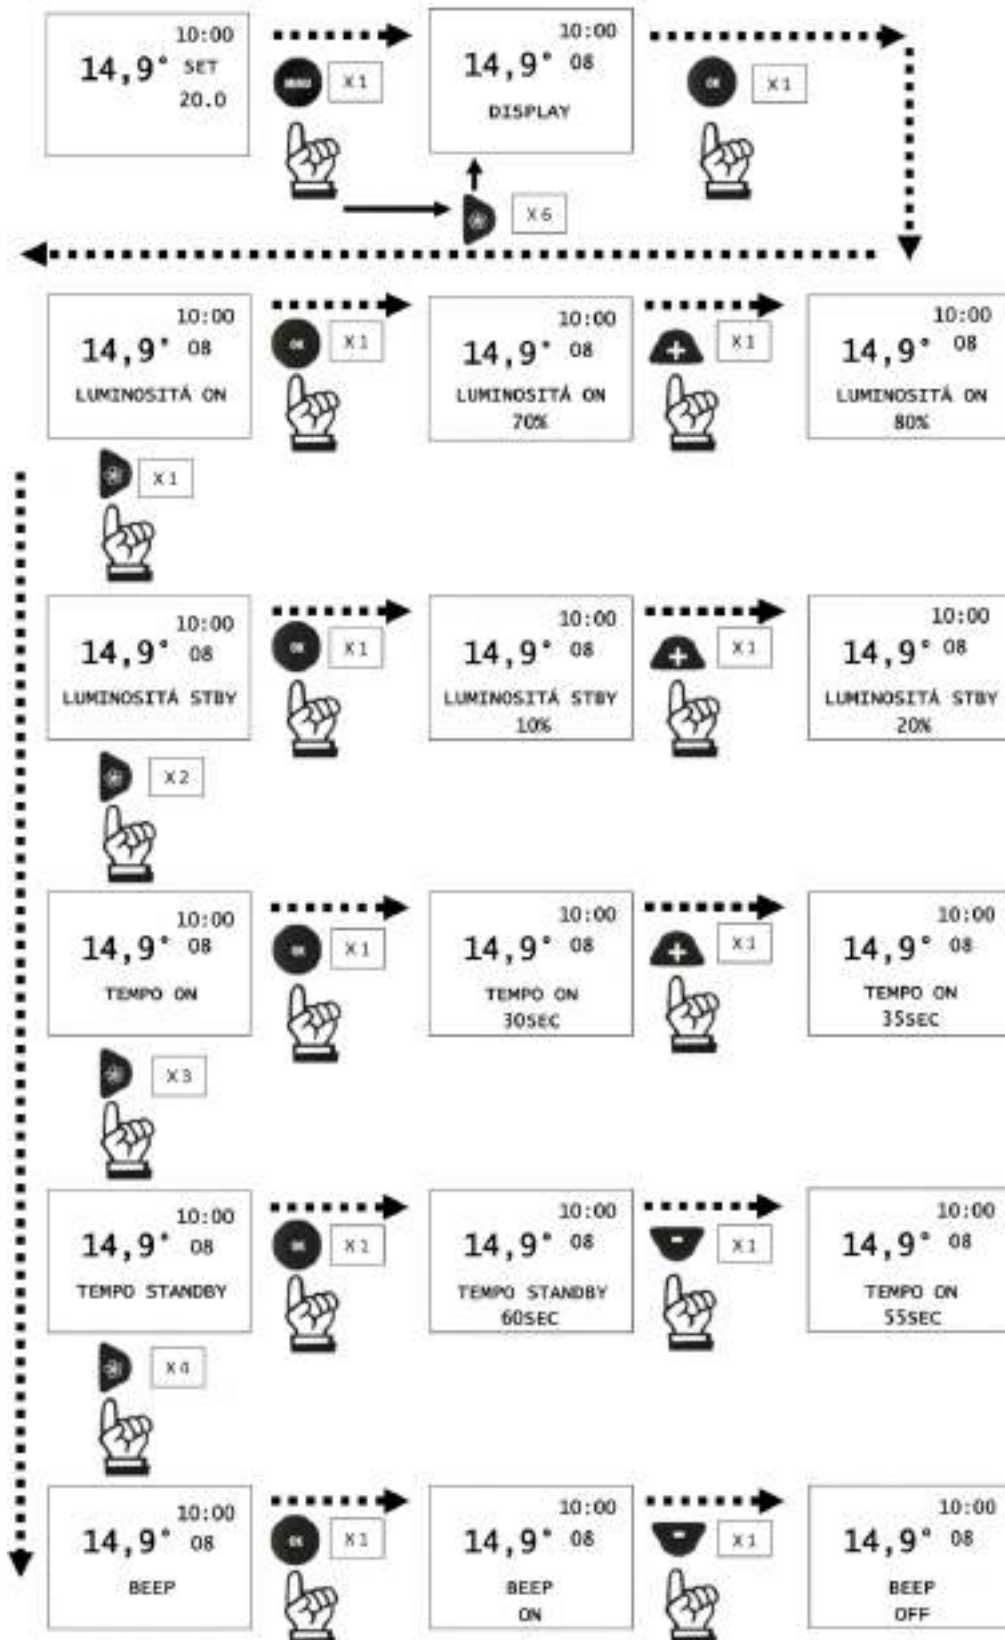 10:00
14,9° SET
20.0
MENU X1
10:00
14,9° 08
DISPLAY
OK X1
X6
10:00
14,9° 08
LUMINOSITÁ ON
OK X1
10:00
14,9° 08
LUMINOSITÁ ON
70%
+ X1
10:00
14,9° 08
LUMINOSITÁ ON
80%
X1
10:00
14,9° 08
LUMINOSITÁ STBY
OK X1
10:00
14,9° 08
LUMINOSITÁ STBY
10%
+ X1
10:00
14,9° 08
LUMINOSITÁ STBY
20%
X2
10:00
14,9° 08
TEMPO ON
OK X1
10:00
14,9° 08
TEMPO ON
30SEC
+ X1
10:00
14,9° 08
TEMPO ON
35SEC
X3
10:00
14,9° 08
TEMPO STANDBY
OK X1
10:00
14,9° 08
TEMPO STANDBY
60SEC
- X1
10:00
14,9° 08
TEMPO ON
55SEC
X4
10:00
14,9° 08
BEEP
OK X1
10:00
14,9° 08
BEEP
ON
- X1
10:00
14,9° 08
BEEP
OFF